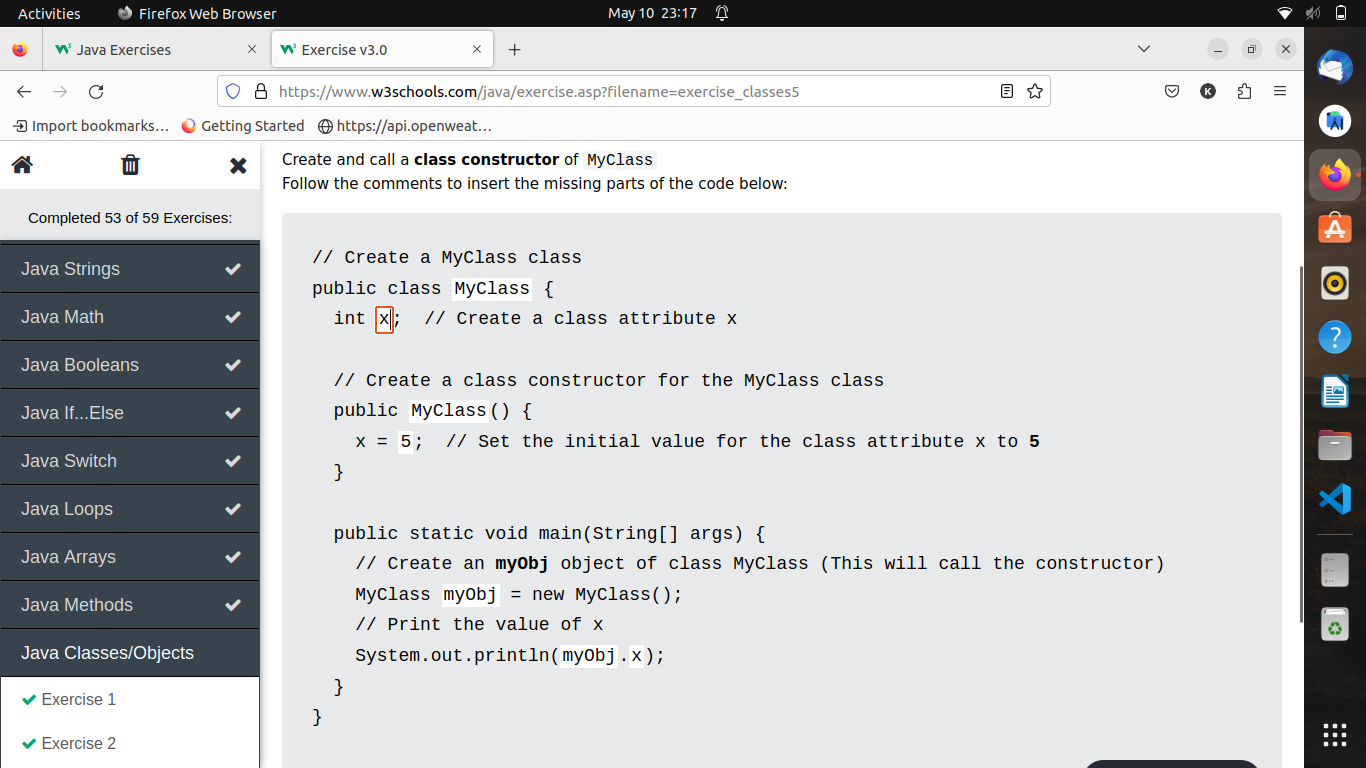 Activities
Firefox Web Browser
May 10 23:17
Java Exercises
Exercise v3.0
https://www.w3schools.com/java/exercise.asp?filename=exercise_classes5
K
Import bookmarks…
Getting Started
https://api.openweat…
Completed 53 of 59 Exercises:
Java Strings
Java Math
Java Booleans
Java If...Else
Java Switch
Java Loops
Java Arrays
Java Methods
Java Classes/Objects
Exercise 1
Exercise 2
Create and call a class constructor of MyClass
Follow the comments to insert the missing parts of the code below:
// Create a MyClass class
public class MyClass {
int x;  // Create a class attribute x
// Create a class constructor for the MyClass class
public MyClass() {
x = 5;  // Set the initial value for the class attribute x to 5
}
public static void main(String[] args) {
// Create an myObj object of class MyClass (This will call the constructor)
MyClass myObj = new MyClass();
// Print the value of x
System.out.println(myObj.x);
}
}